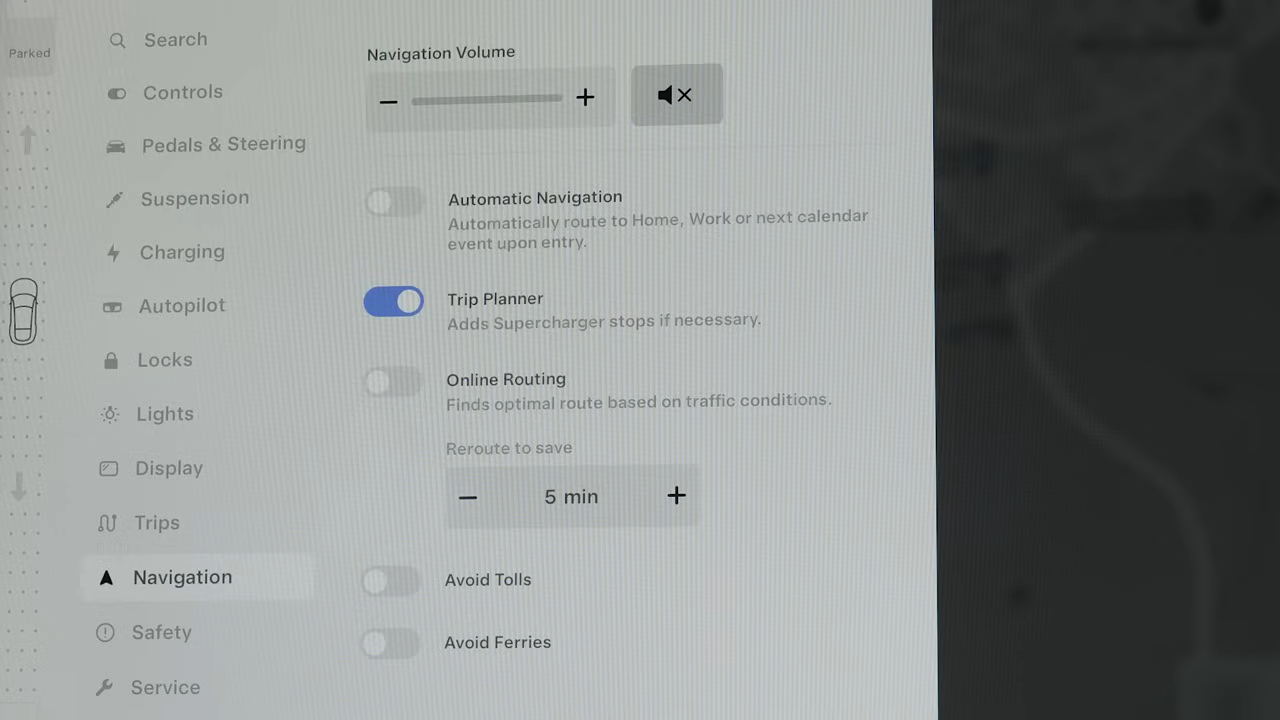 Parked
Search
Controls
Pedals & Steering
Suspension
Charging
Autopilot
Locks
Lights
Display
Trips
Navigation
Safety
Service
Navigation Volume
Automatic Navigation
Automatically route to Home, Work or next calendar
event upon entry.
Trip Planner
Adds Supercharger stops if necessary.
Online Routing
Finds optimal route based on traffic conditions.
Reroute to save
5 min
Avoid Tolls
Avoid Ferries